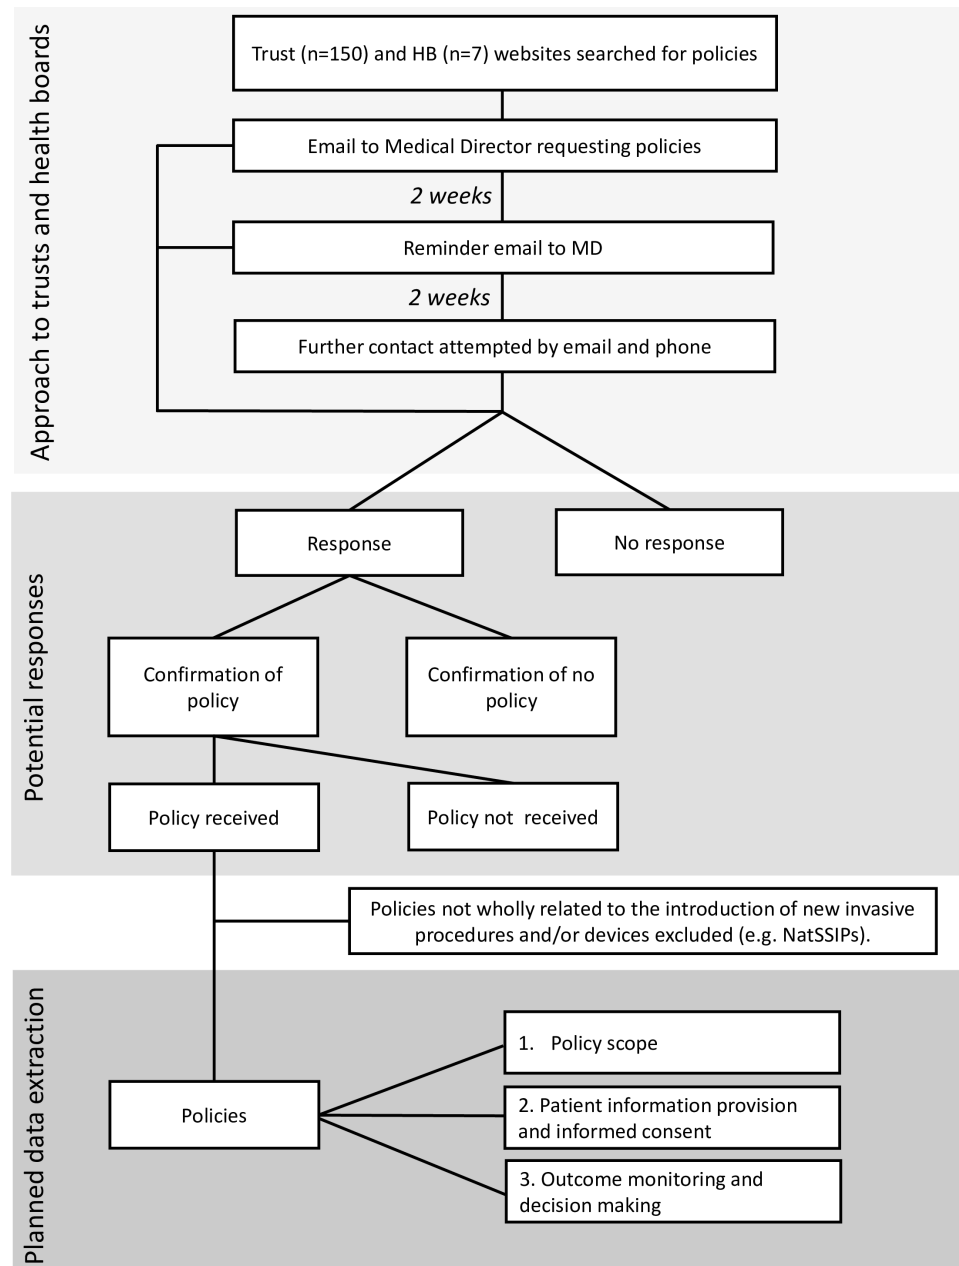 Approach to trusts and health boards
Trust (n=150) and HB (n=7) websites searched for policies
Email to Medical Director requesting policies
2 weeks
Reminder email to MD
2 weeks
Further contact attempted by email and phone
Potential responses
Response
No response
Confirmation of
policy
Confirmation of no
policy
Policy received
Policy not  received
Policies not wholly related to the introduction of new invasive
procedures and/or devices excluded (e.g. NatSSIPs).
Planned data extraction
Policies
1.   Policy scope
2. Patient information provision
and informed consent
3. Outcome monitoring and
decision making